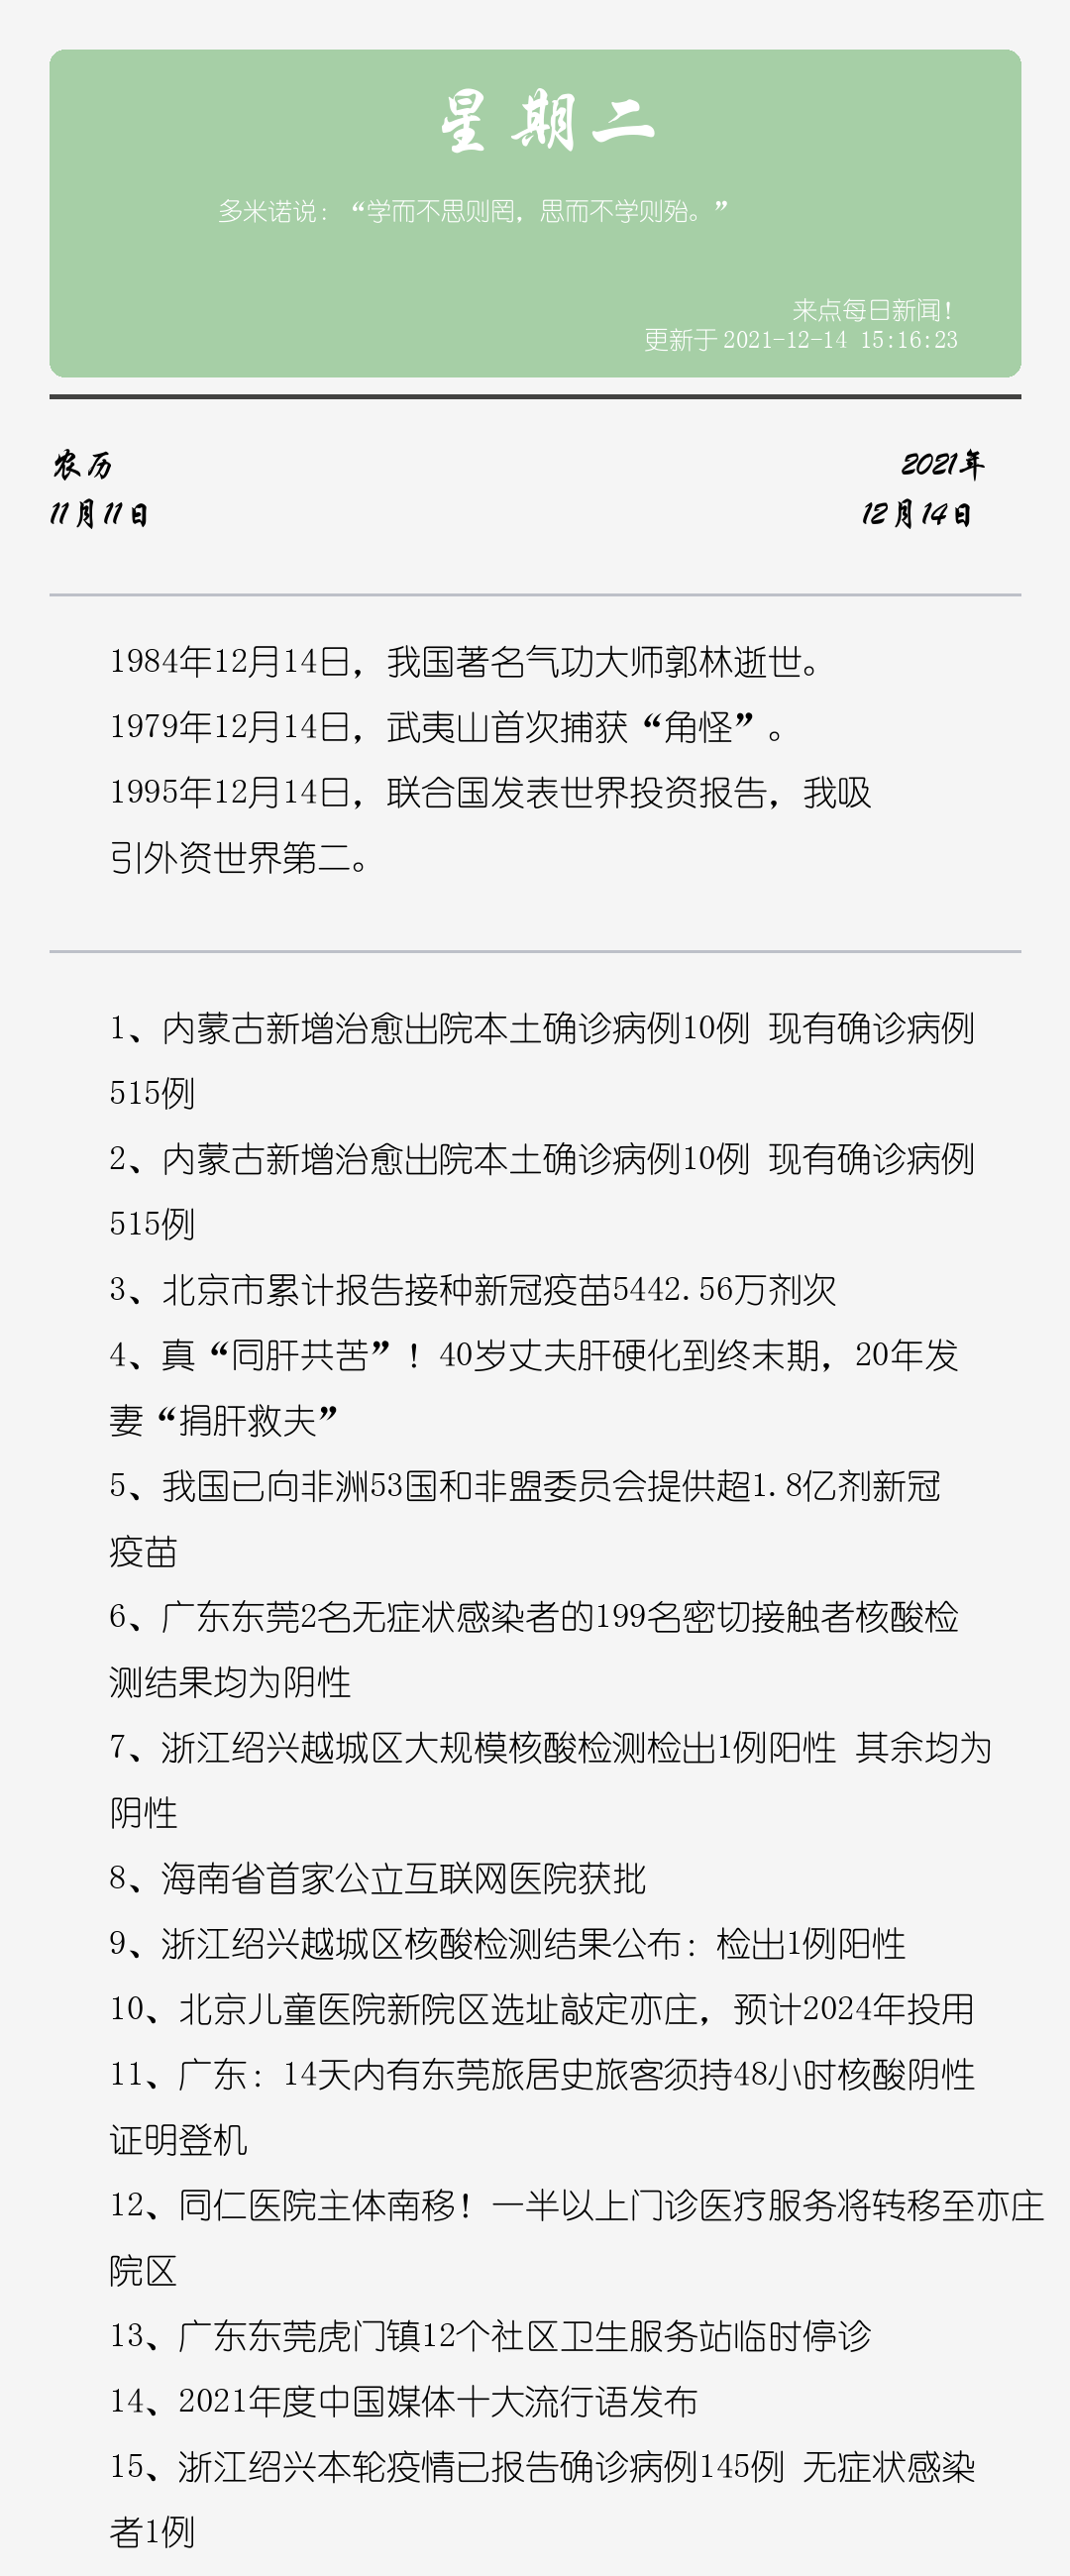 星期二
多米诺说：“学而不思则罔，思而不学则殆。”
来点每日新闻！
更新于 2021-12-14 15:16:23
农历
2021年
11月11日
12月14日
1984年12月14日，我国著名气功大师郭林逝世。
1979年12月14日，武夷山首次捕获“角怪”。
1995年12月14日，联合国发表世界投资报告，我吸
引外资世界第二。
1、内蒙古新增治愈出院本土确诊病例10例 现有确诊病例
515例
2、内蒙古新增治愈出院本土确诊病例10例 现有确诊病例
515例
3、北京市累计报告接种新冠疫苗5442.56万剂次
4、真“同肝共苦”！40岁丈夫肝硬化到终末期，20年发
妻“捐肝救夫”
5、我国已向非洲53国和非盟委员会提供超1.8亿剂新冠
疫苗
6、广东东莞2名无症状感染者的199名密切接触者核酸检
测结果均为阴性
7、浙江绍兴越城区大规模核酸检测检出1例阳性 其余均为
阴性
8、海南省首家公立互联网医院获批
9、浙江绍兴越城区核酸检测结果公布：检出1例阳性
10、北京儿童医院新院区选址敲定亦庄，预计2024年投用
11、广东：14天内有东莞旅居史旅客须持48小时核酸阴性
证明登机
12、同仁医院主体南移！一半以上门诊医疗服务将转移至亦庄
院区
13、广东东莞虎门镇12个社区卫生服务站临时停诊
14、2021年度中国媒体十大流行语发布
15、浙江绍兴本轮疫情已报告确诊病例145例 无症状感染
者1例